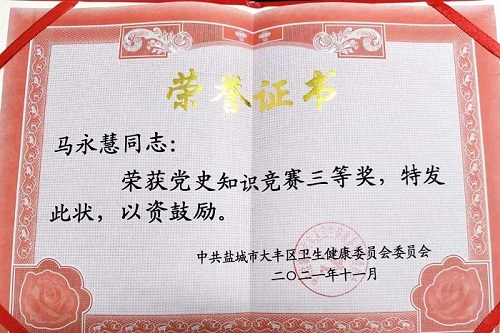 荣誉证书
马永慧同志：
荣获党史知识竞赛三等奖，特发
此状，以资鼓励。
中共盐城市大丰区卫生健康委员会委员会
二〇二一年十一月